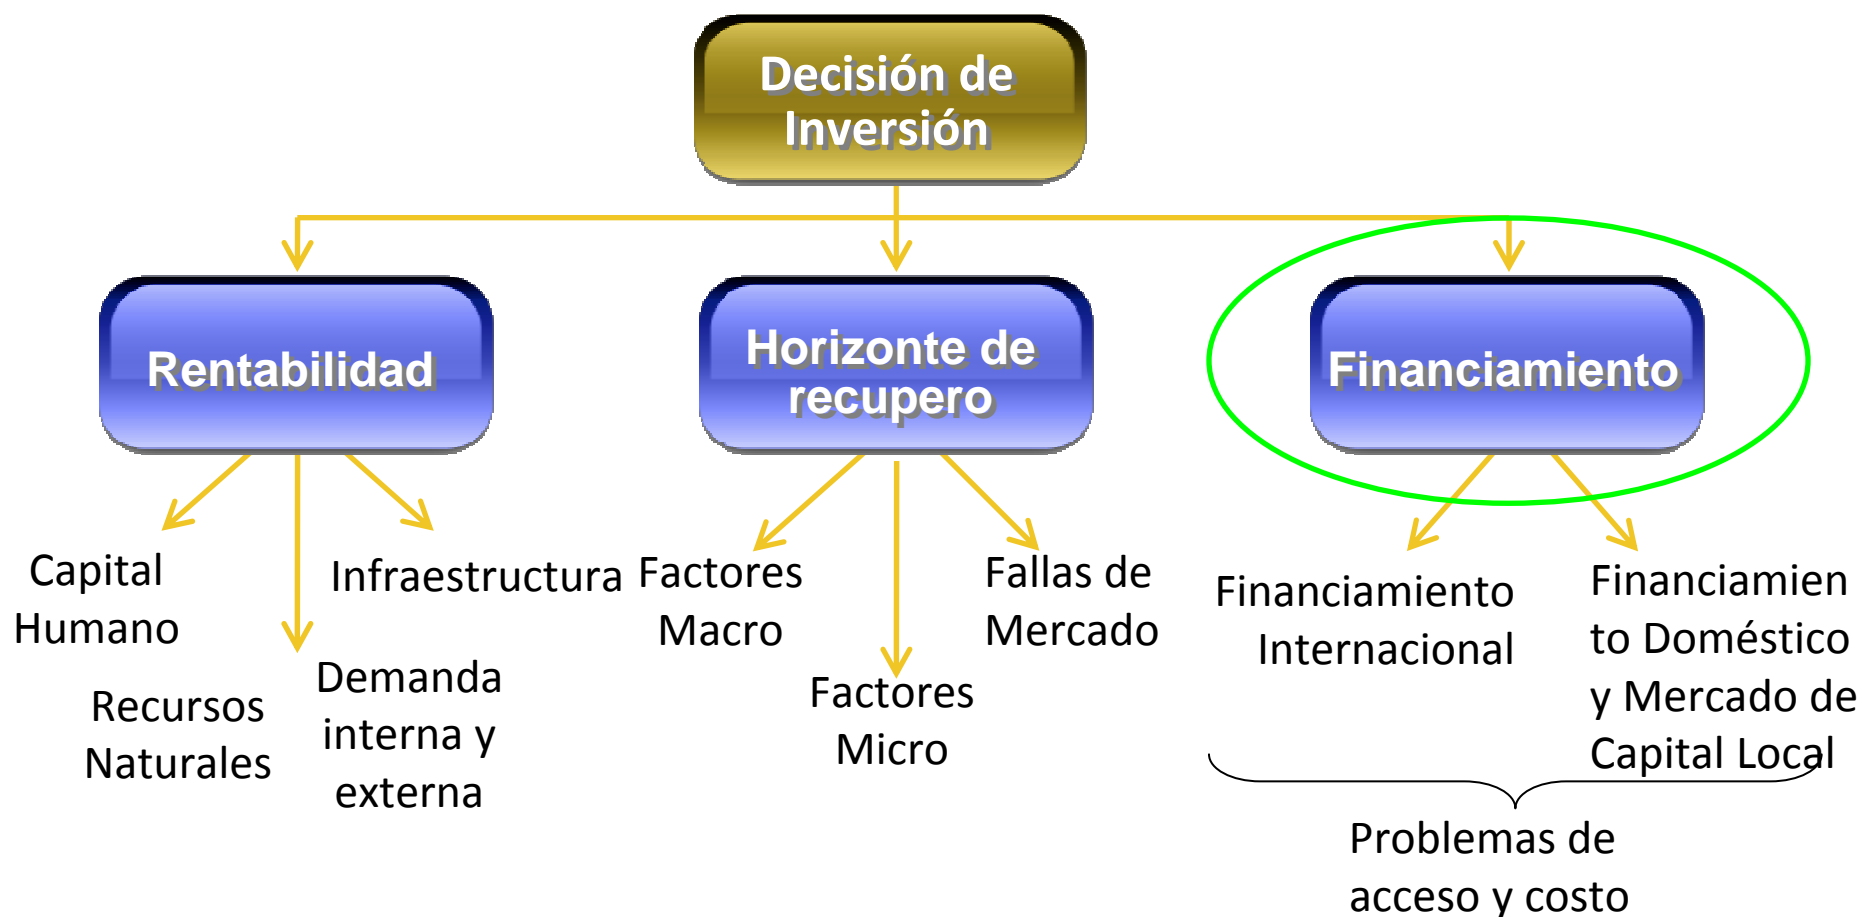 Decisión de
Inversión
Rentabilidad
Horizonte de
recupero
Financiamiento
Capital
Humano
Recursos
Naturales
Demanda
interna y
externa
Infraestructura
Factores
Macro
Factores
Micro
Fallas de
Mercado
Financiamiento
Internacional
Financiamien
to Doméstico
y Mercado de
Capital Local
Problemas de
acceso y costo